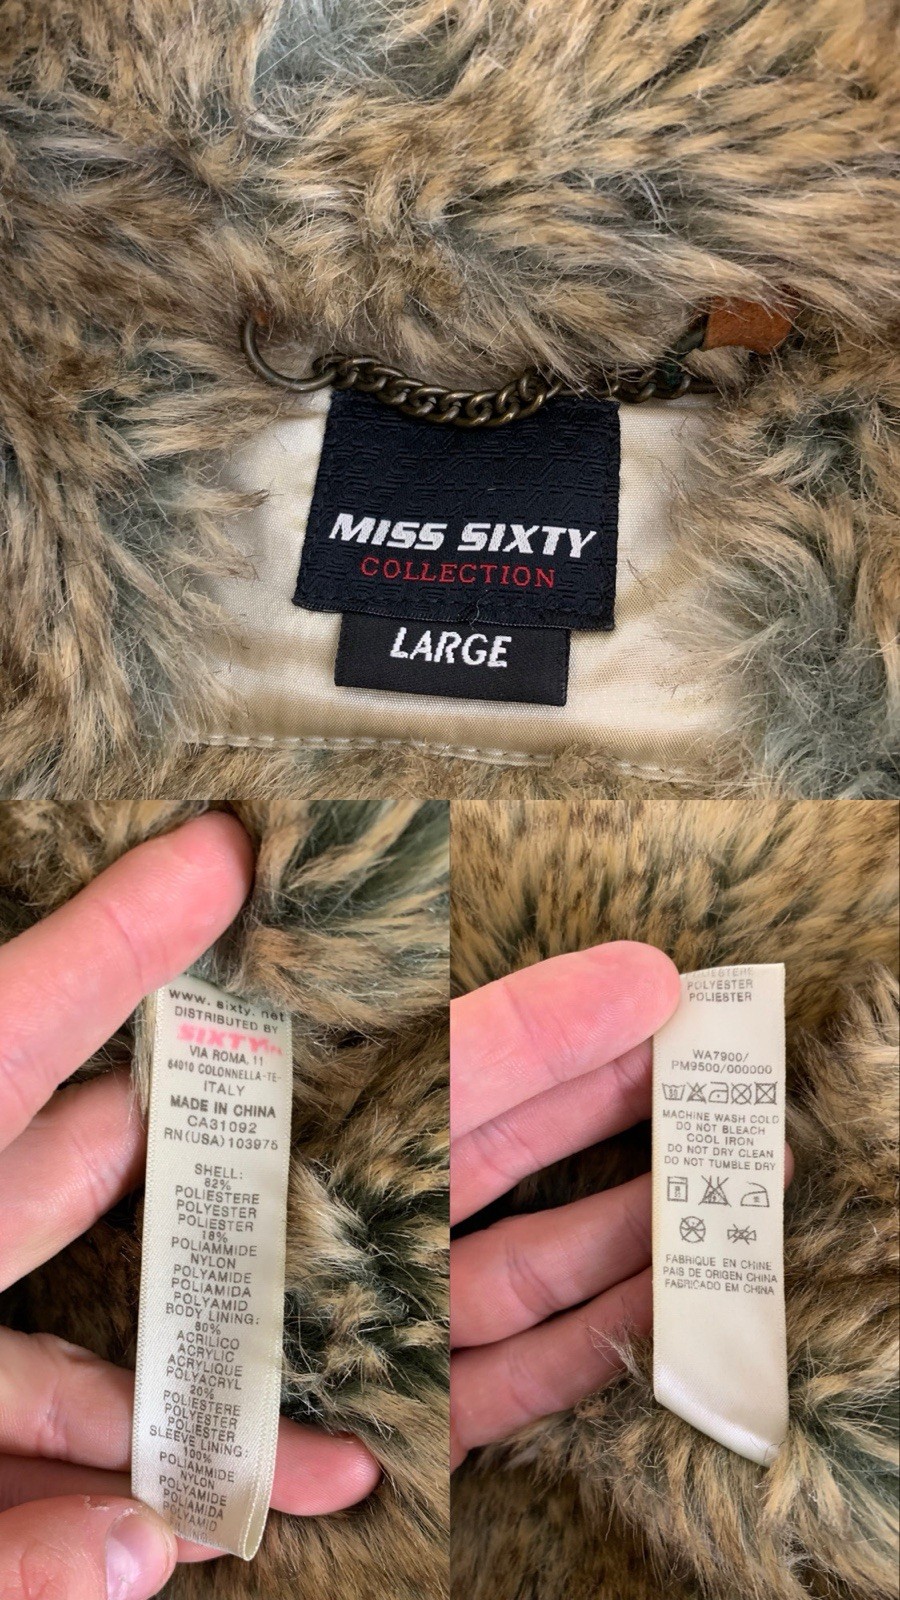 MISS SIXTY
COLLECTION
LARGE
www.sixty.net
DISTRIBUTED BY
SIXTY
VIA ROMA, 11
64010 COLONNELLA-TE-
ITALY
MADE IN CHINA
CA31092
RN(USA)103975
SHELL:
82%
POLIESTERE
POLYESTER
POLIESTER
18%
POLIAMMIDE
NYLON
POLYAMIDE
POLIAMIDA
POLYAMID
BODY LINING:
80%
ACRILICO
ACRYLIC
ACRYLIQUE
POLYACRYL
20%
POLIESTERE
POLYESTER
POLIESTER
SLEEVE LINING:
100%
POLIAMMIDE
NYLON
POLYAMIDE
POLIAMIDA
POLYAMID
POLIESTERE
POLYESTER
POLIESTER
WA7900/
PM9500/000000
MACHINE WASH COLD
DO NOT BLEACH
COOL IRON
DO NOT DRY CLEAN
DO NOT TUMBLE DRY
FABRIQUE EN CHINE
PAIS DE ORIGEN CHINA
FABRICADO EM CHINA